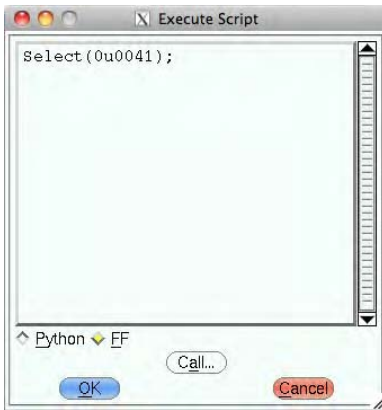 X Execute Script
Select(0u0041);
Python FF
Call...
OK Cancel